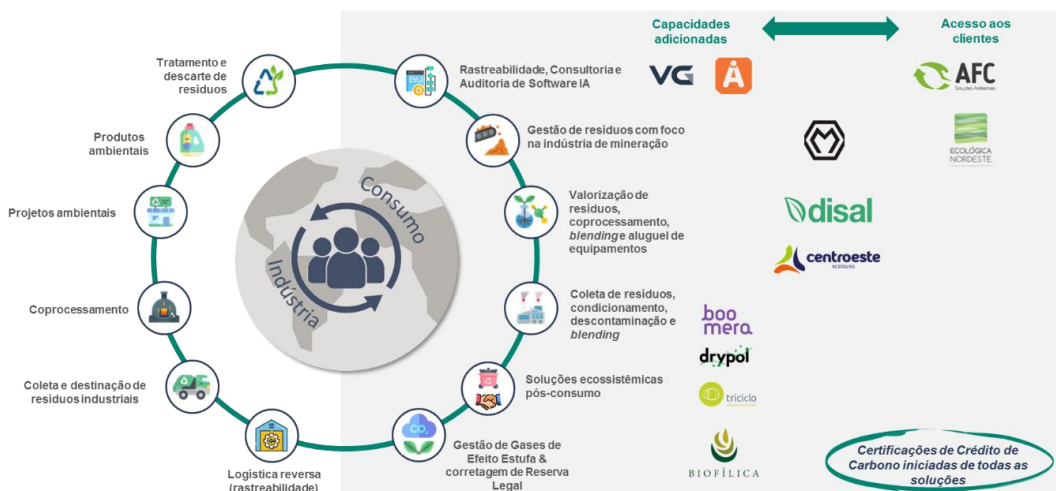 Capacidades
adicionadas
Acesso aos
clientes
Tratamento e
descarte de
resíduos
Produtos
ambientais
Projetos ambientais
Coprocessamento
Coleta e destinação de
resíduos industriais
Logística reversa
(rastreabilidade)
Consumo
Indústria
Rastreabilidade, Consultoria e
Auditoria de Software IA
Gestão de resíduos com foco
na indústria de mineração
Valorização de
resíduos,
coprocessamento,
blending e aluguel de
equipamentos
Coleta de resíduos,
condicionamento,
descontaminação e
blending
Soluções ecossistêmicas
pós-consumo
CO₂
Gestão de Gases de
Efeito Estufa &
corretagem de Reserva
Legal
VG
A
AFC
Soluções Ambientais
M
ECOLÓGICA
NORDESTE
disal
centroeste
RESÍDUOS
boo
mera
drypol
triciclo
BIOFÍLICA
Certificações de Crédito de
Carbono iniciadas de todas as
soluções